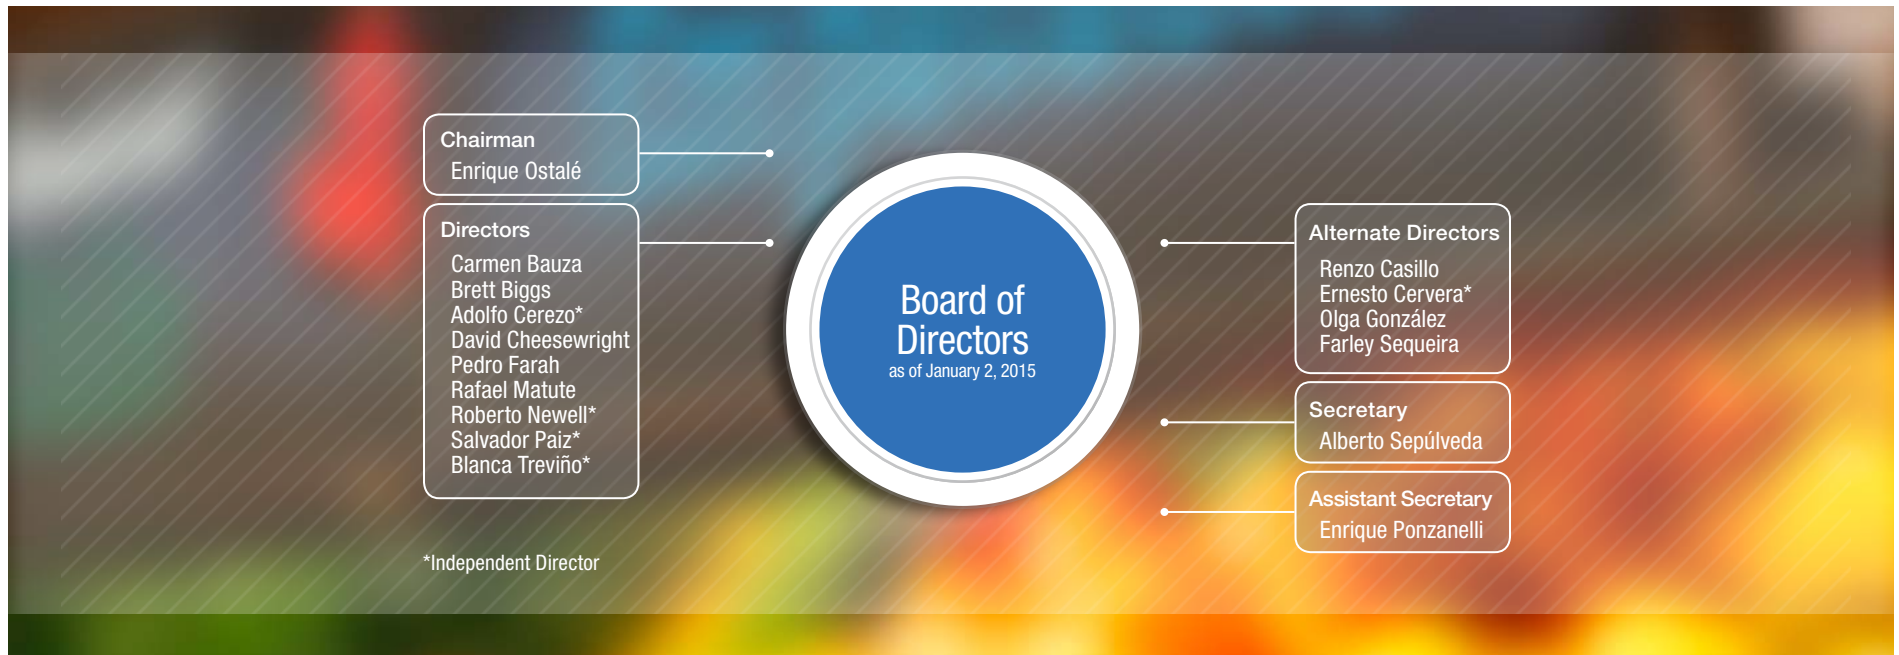 Chairman
Enrique Ostalé
Directors
Carmen Bauza
Brett Biggs
Adolfo Cerezo*
David Cheesewright
Pedro Farah
Rafael Matute
Roberto Newell*
Salvador Paiz*
Blanca Treviño*
*Independent Director
Board of
Directors
as of January 2, 2015
Alternate Directors
Renzo Casillo
Ernesto Cervera*
Olga González
Farley Sequeira
Secretary
Alberto Sepúlveda
Assistant Secretary
Enrique Ponzanelli